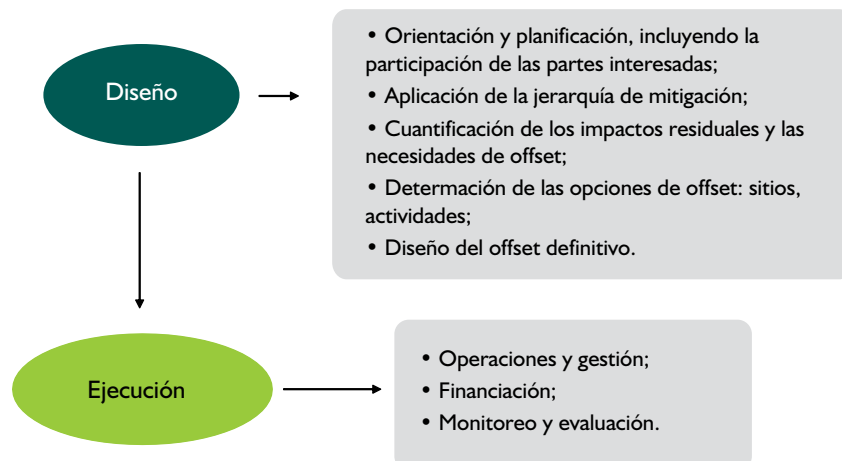 Diseño
• Orientación y planificación, incluyendo la
participación de las partes interesadas;
• Aplicación de la jerarquía de mitigación;
• Cuantificación de los impactos residuales y las
necesidades de offset;
• Determación de las opciones de offset: sitios,
actividades;
• Diseño del offset definitivo.
Ejecución
• Operaciones y gestión;
• Financiación;
• Monitoreo y evaluación.